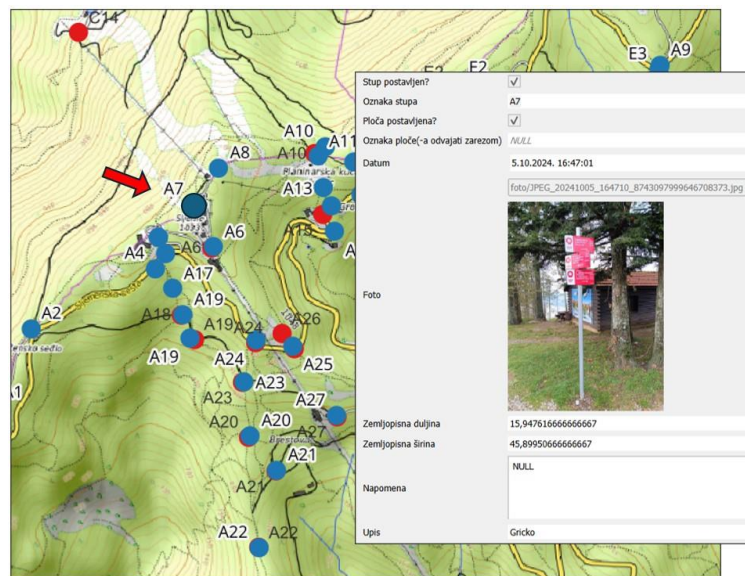 C14
E2
F2
E3
A9
A8
A10
A10
A11
Planinarska kuć
A7
A13
A6
A6
A4
A17
A2
A18
A19
A19
A24
A26
A19
A24
A25
A23
A23
A27
A20
A20
A27
A21
A21
A22
A22
Stup postavljen?
Oznaka stupa
A7
Ploča postavljena?
Oznaka ploče(-a odvajati zarezom)
NULL
Datum
5.10.2024. 16:47:01
foto/JPEG_20241005_164710_8743097999646708373.jpg
Foto
Zemljopisna duljina
15,947616666666667
Zemljopisna širina
45,89950666666667
Napomena
NULL
Upis
Gricko